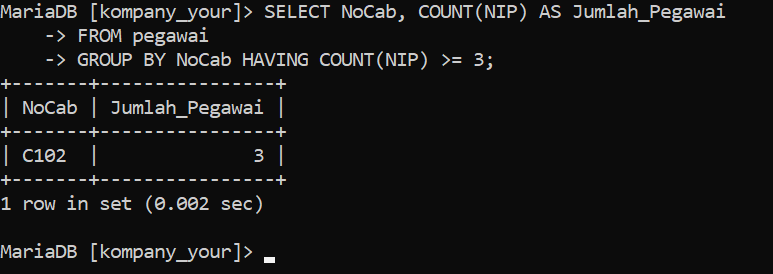 MariaDB [kompany_your]> SELECT NoCab, COUNT(NIP) AS Jumlah_Pegawai
    -> FROM pegawai
    -> GROUP BY NoCab HAVING COUNT(NIP) >= 3;
+-------+----------------+
| NoCab | Jumlah_Pegawai |
+-------+----------------+
| C102  |              3 |
+-------+----------------+
1 row in set (0.002 sec)

MariaDB [kompany_your]>